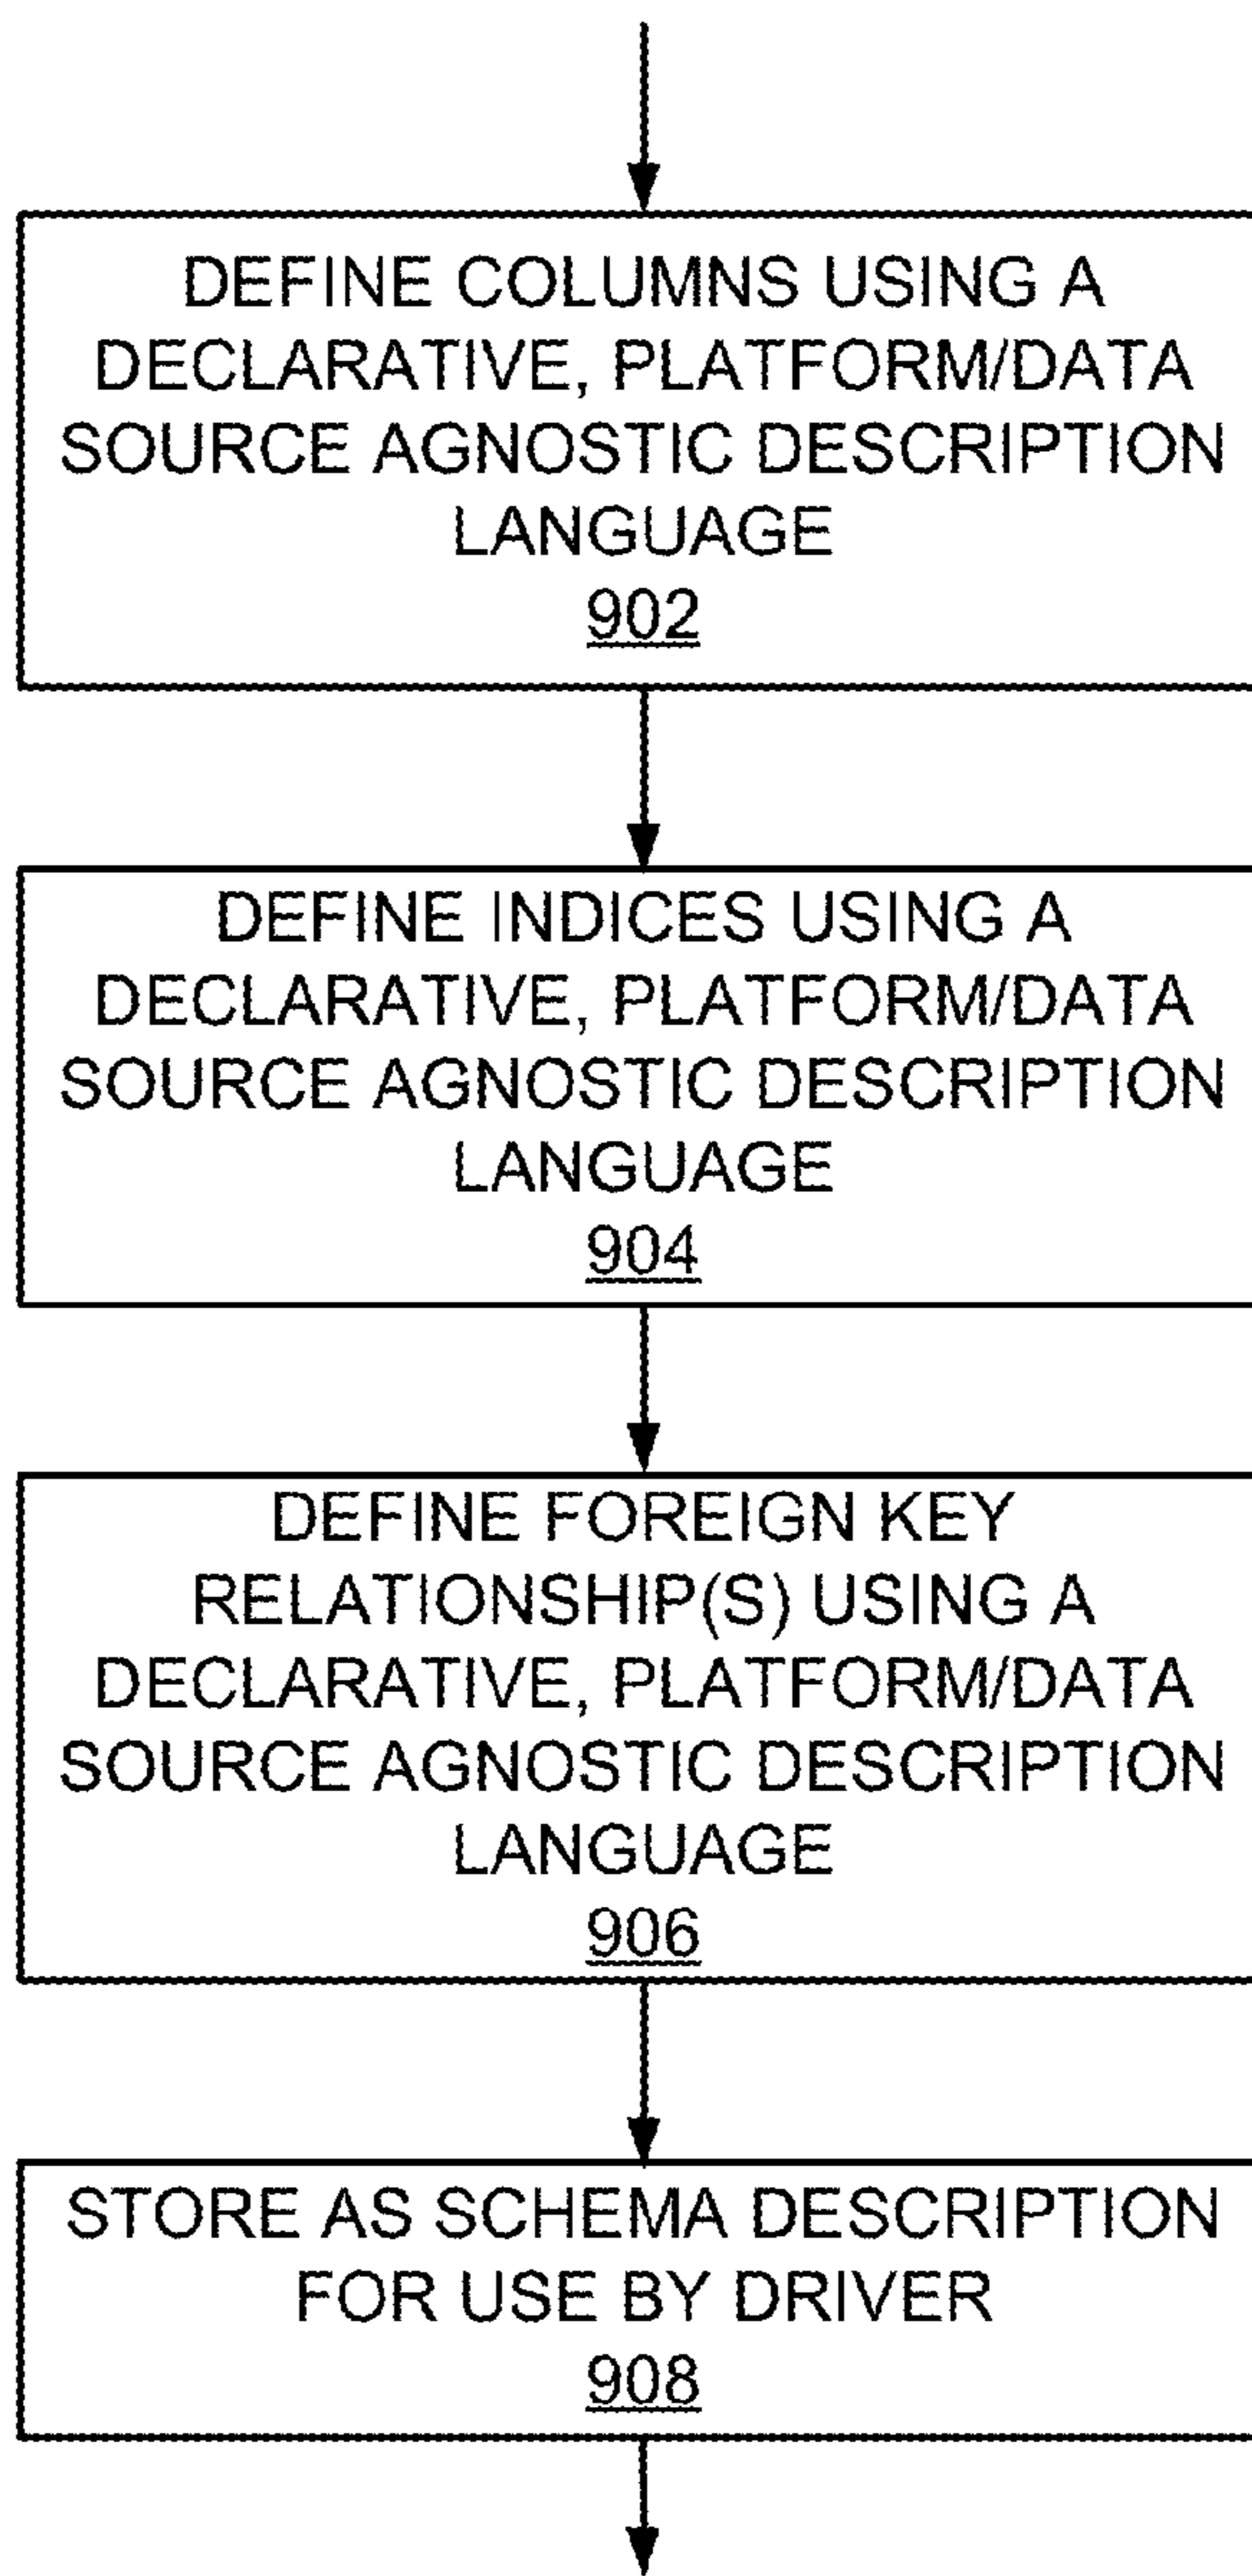 DEFINE COLUMNS USING A
DECLARATIVE, PLATFORM/DATA
SOURCE AGNOSTIC DESCRIPTION
LANGUAGE
902
DEFINE INDICES USING A
DECLARATIVE, PLATFORM/DATA
SOURCE AGNOSTIC DESCRIPTION
LANGUAGE
904
DEFINE FOREIGN KEY
RELATIONSHIP(S) USING A
DECLARATIVE, PLATFORM/DATA
SOURCE AGNOSTIC DESCRIPTION
LANGUAGE
906
STORE AS SCHEMA DESCRIPTION
FOR USE BY DRIVER
908